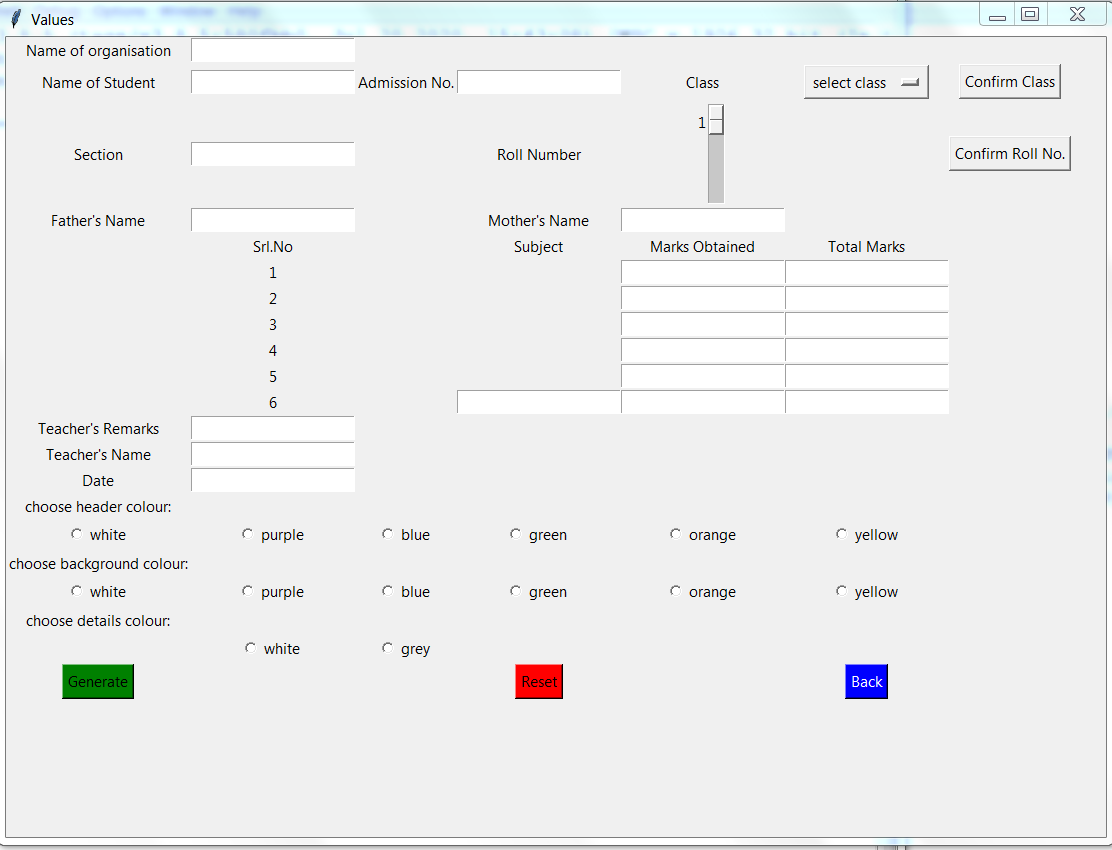 Values
Name of organisation
Name of Student Admission No. Class select class Confirm Class
1
Section Roll Number Confirm Roll No.
Father's Name Mother's Name
Srl.No Subject Marks Obtained Total Marks
1
2
3
4
5
6
Teacher's Remarks
Teacher's Name
Date
choose header colour:
white purple blue green orange yellow
choose background colour:
white purple blue green orange yellow
choose details colour:
white grey
Generate Reset Back